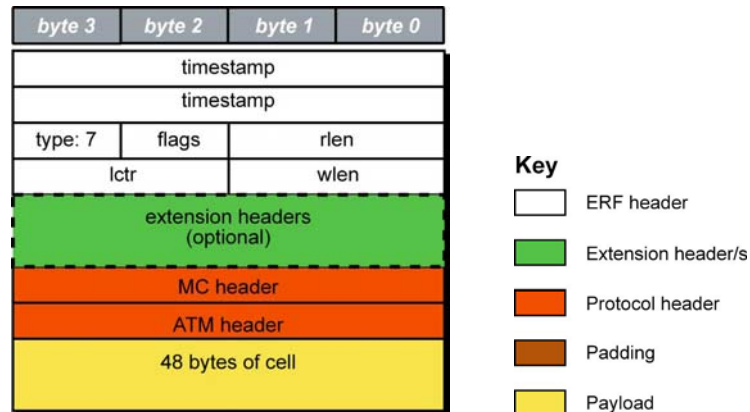 byte 3 byte 2 byte 1 byte 0
timestamp
timestamp
type: 7 flags rlen
lctr wlen
extension headers
(optional)
MC header
ATM header
48 bytes of cell
Key
ERF header
Extension header/s
Protocol header
Padding
Payload